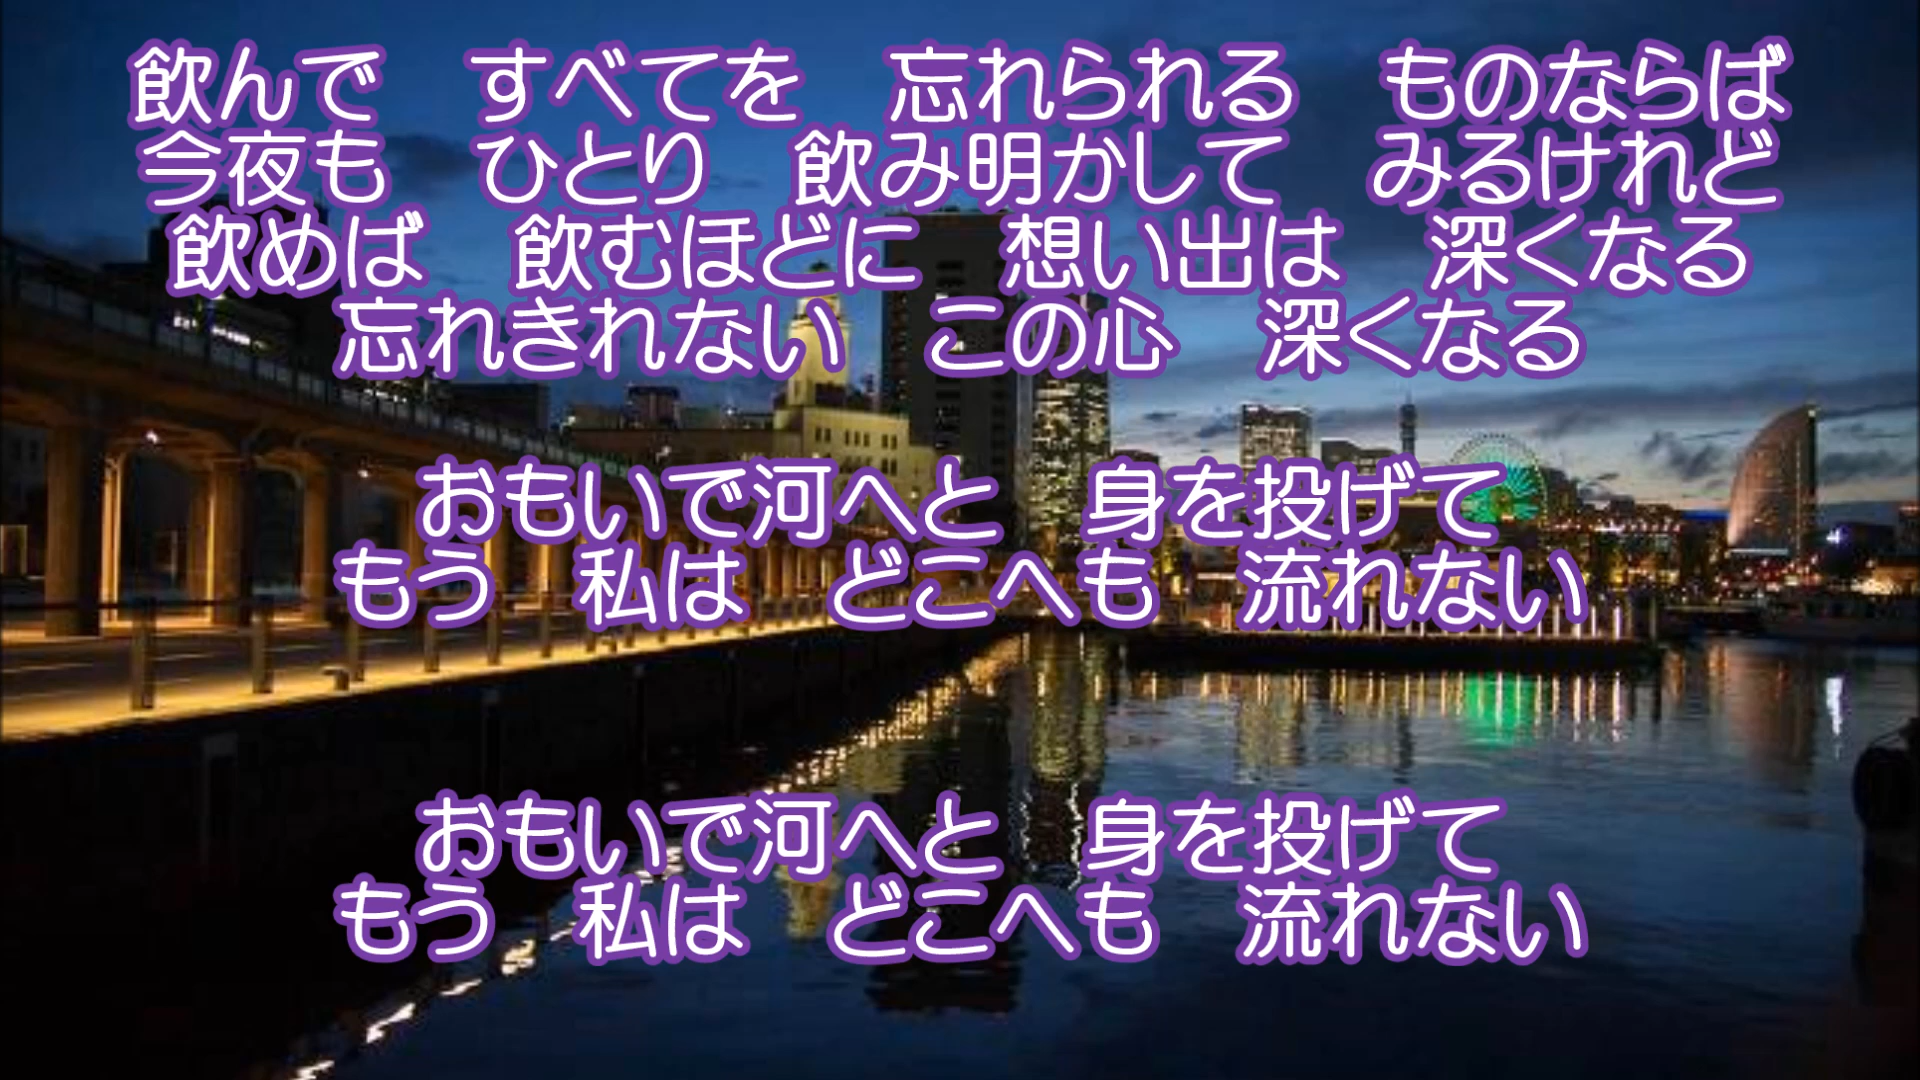 飲んで　すべてを　忘れられる　ものならば
今夜も　ひとり　飲み明かして　みるけれど
飲めば　飲むほどに　想い出は　深くなる
忘れきれない　この心　深くなる
おもいで河へと　身を投げて
もう　私は　どこへも　流れない
おもいで河へと　身を投げて
もう　私は　どこへも　流れない